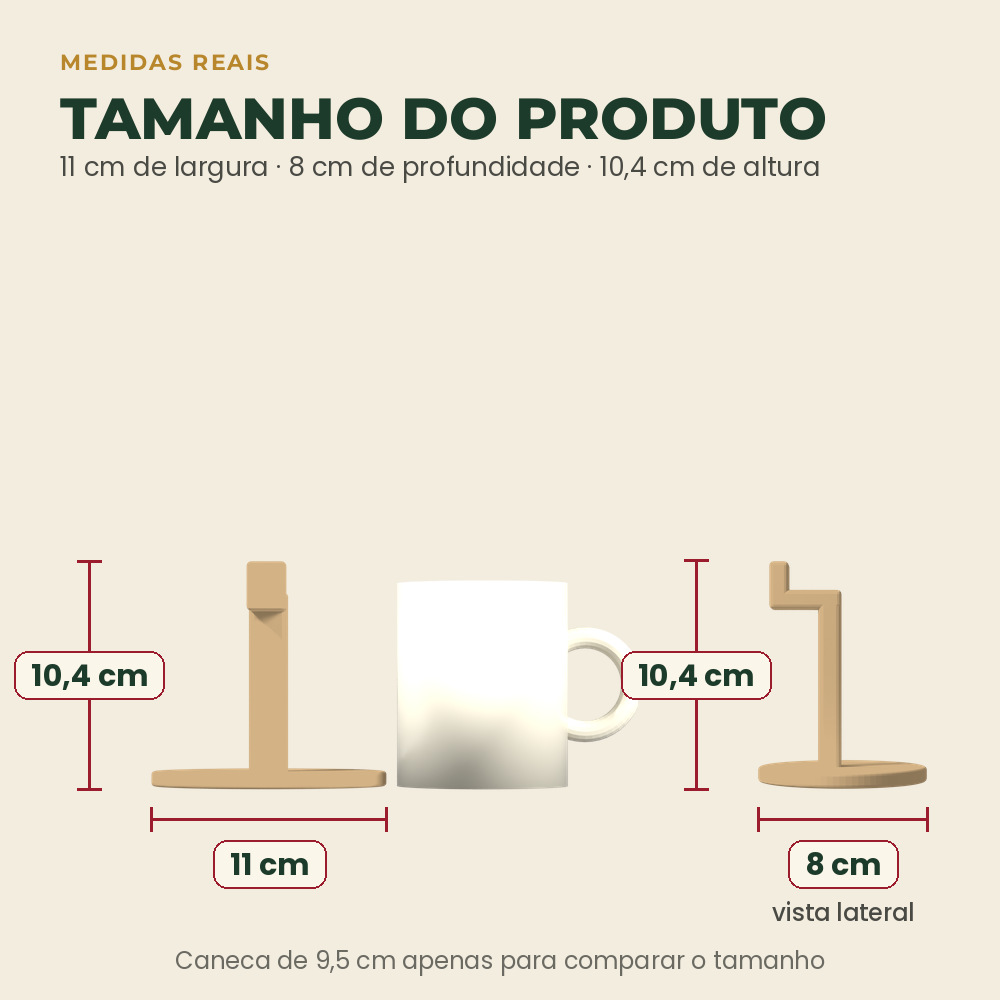 MEDIDAS REAIS
TAMANHO DO PRODUTO
11 cm de largura · 8 cm de profundidade · 10,4 cm de altura
10,4 cm
10,4 cm
11 cm
8 cm
vista lateral
Caneca de 9,5 cm apenas para comparar o tamanho